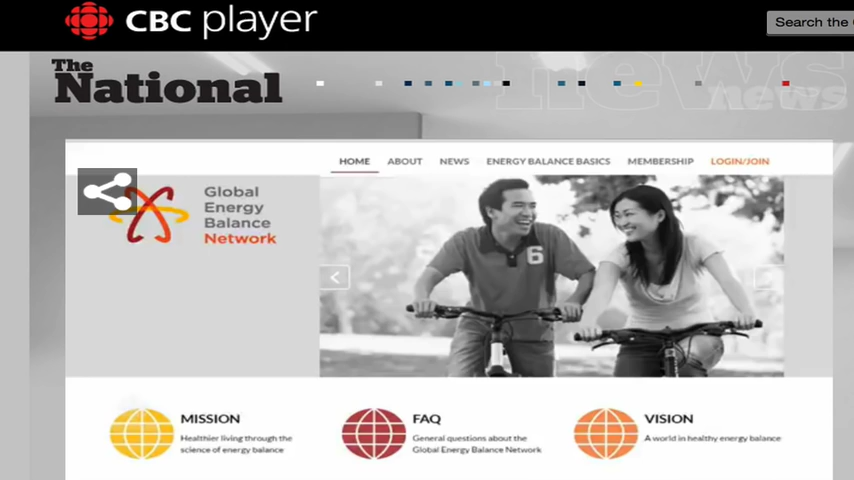 CBC player
Search the
The
National
news
news
HOME ABOUT NEWS ENERGY BALANCE BASICS MEMBERSHIP LOGIN/JOIN
Global
Energy
Balance
Network
6
MISSION
Healthier living through the
science of energy balance
FAQ
General questions about the
Global Energy Balance Network
VISION
A world in healthy energy balance